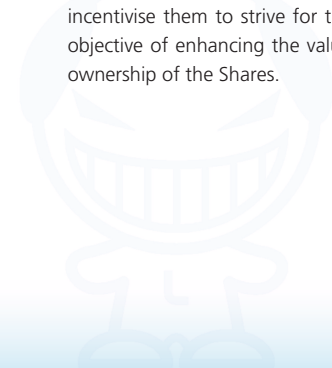 incentivise them to strive for t
objective of enhancing the valu
ownership of the Shares.
L